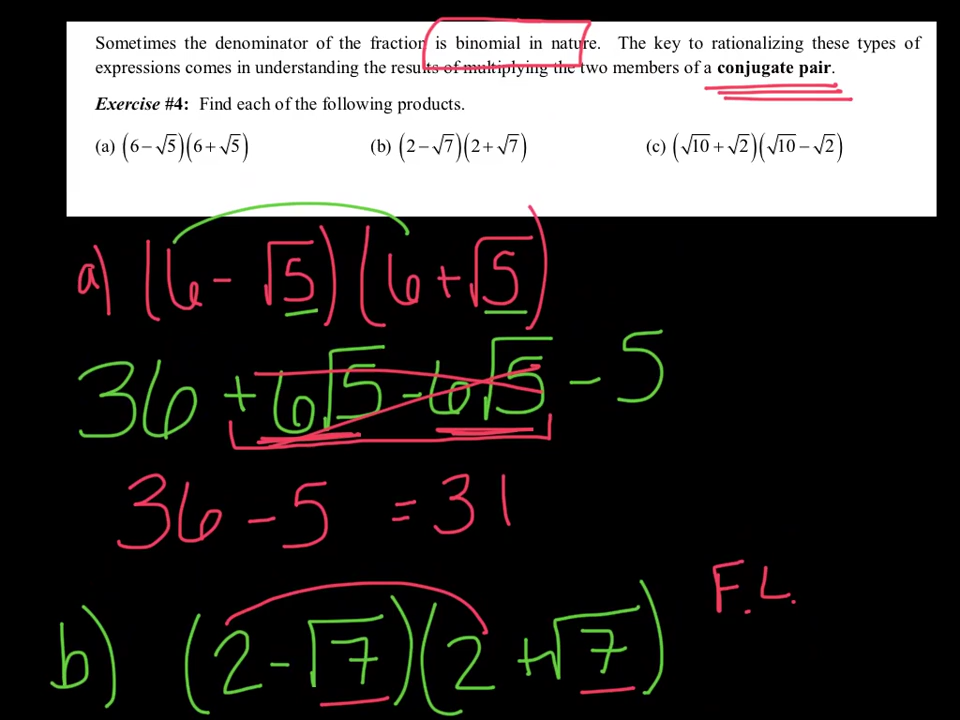 Sometimes the denominator of the fraction is binomial in nature. The key to rationalizing these types of
expressions comes in understanding the results of multiplying the two members of a conjugate pair.
Exercise #4: Find each of the following products.
(a) (6−√5)(6+√5) (b) (2−√7)(2+√7) (c) (√10+√2)(√10−√2)
a) (6-√5)(6+√5)
36 +6√5-6√5 -5
36-5 =31
F.L.
b) (2-√7)(2+√7)